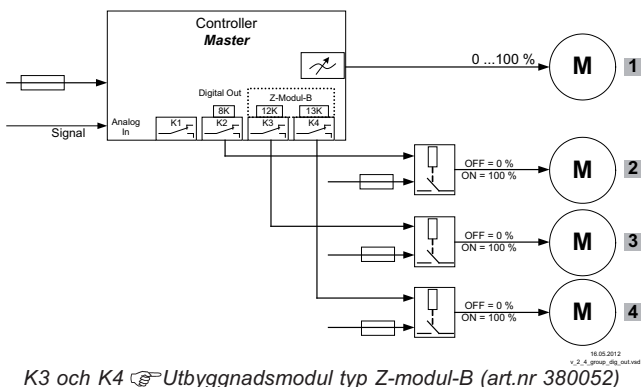 Controller
Master
0 ...100 %
M
1
Digital Out
Z-Modul-B
8K
12K
13K
Analog
In
K1
K2
K3
K4
Signal
OFF = 0 %
ON = 100 %
M
2
OFF = 0 %
ON = 100 %
M
3
OFF = 0 %
ON = 100 %
M
4
16.05.2012
v_2_4_group_dig_out.vsd
K3 och K4 ☞Utbyggnadsmodul typ Z-modul-B (art.nr 380052)